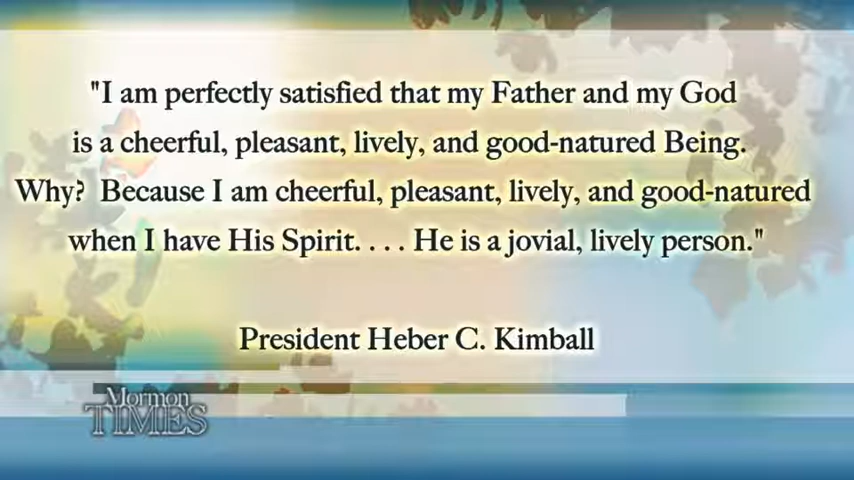 "I am perfectly satisfied that my Father and my God
is a cheerful, pleasant, lively, and good-natured Being.
Why? Because I am cheerful, pleasant, lively, and good-natured
when I have His Spirit. . . . He is a jovial, lively person."
President Heber C. Kimball
Mormon
TIMES